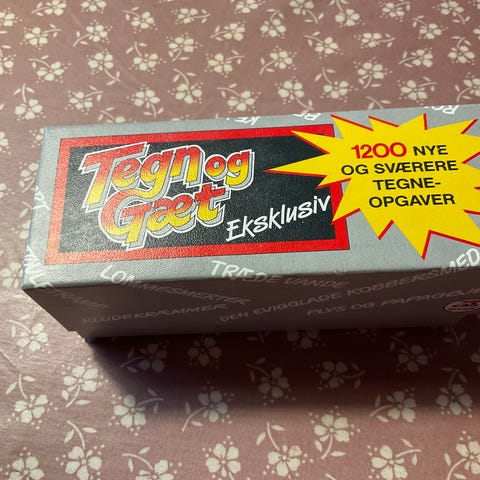 Tegn og
Gæt
Eksklusiv
1200 NYE
OG SVÆRERE
TEGNE-
OPGAVER
TRÆDE VANDE
LOMMESMERTER
DEN EVIGGLADE KOBBERSMED
KLUDEKRÆMMER
FLYS OG PAPEGØJE